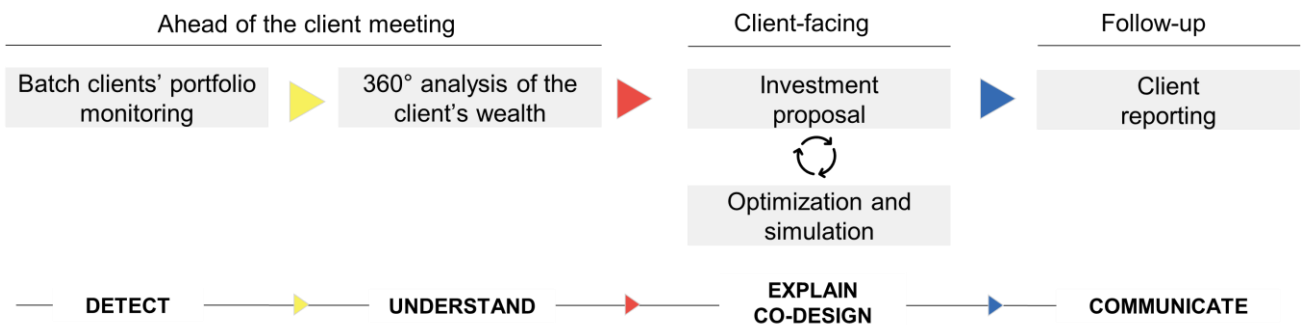 Ahead of the client meeting
Client-facing
Follow-up
Batch clients’ portfolio
monitoring
360° analysis of the
client’s wealth
Investment
proposal
Client
reporting
Optimization and
simulation
DETECT
UNDERSTAND
EXPLAIN
CO-DESIGN
COMMUNICATE